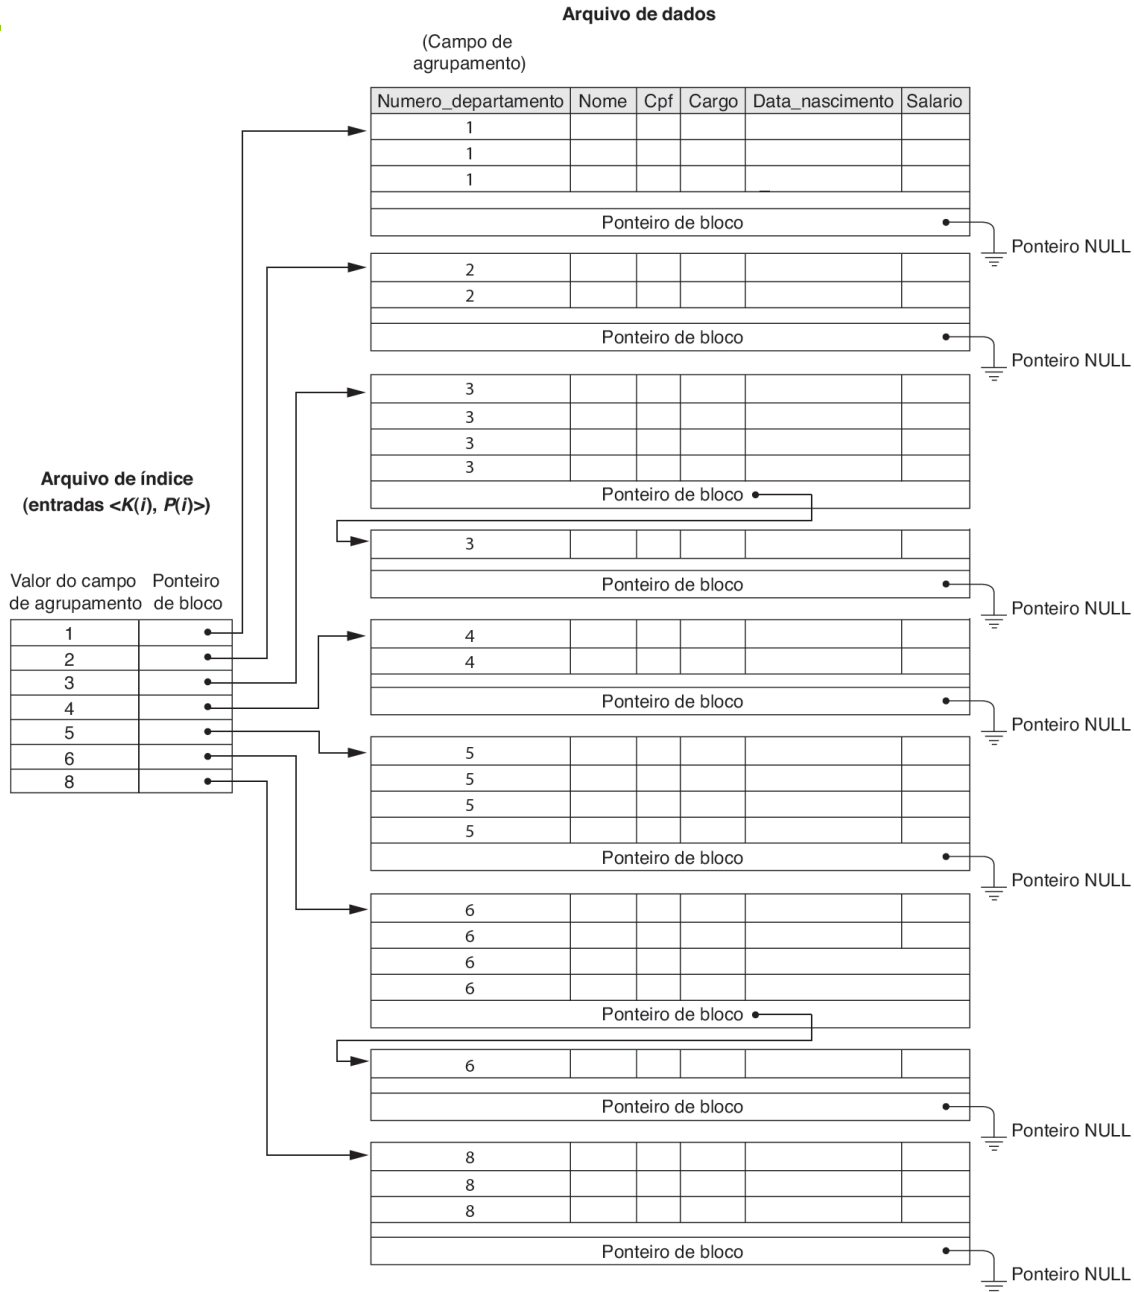 Arquivo de dados
(Campo de
agrupamento)
Numero_departamento Nome Cpf Cargo Data_nascimento Salario
1
1
1
Ponteiro de bloco
Ponteiro NULL
2
2
Ponteiro de bloco
Ponteiro NULL
3
3
3
3
Ponteiro de bloco
3
Ponteiro de bloco
Ponteiro NULL
4
4
Ponteiro de bloco
Ponteiro NULL
5
5
5
5
Ponteiro de bloco
Ponteiro NULL
6
6
6
6
Ponteiro de bloco
6
Ponteiro de bloco
Ponteiro NULL
8
8
8
Ponteiro de bloco
Ponteiro NULL
Arquivo de índice
(entradas <K(i), P(i)>)
Valor do campo Ponteiro
de agrupamento de bloco
1
2
3
4
5
6
8